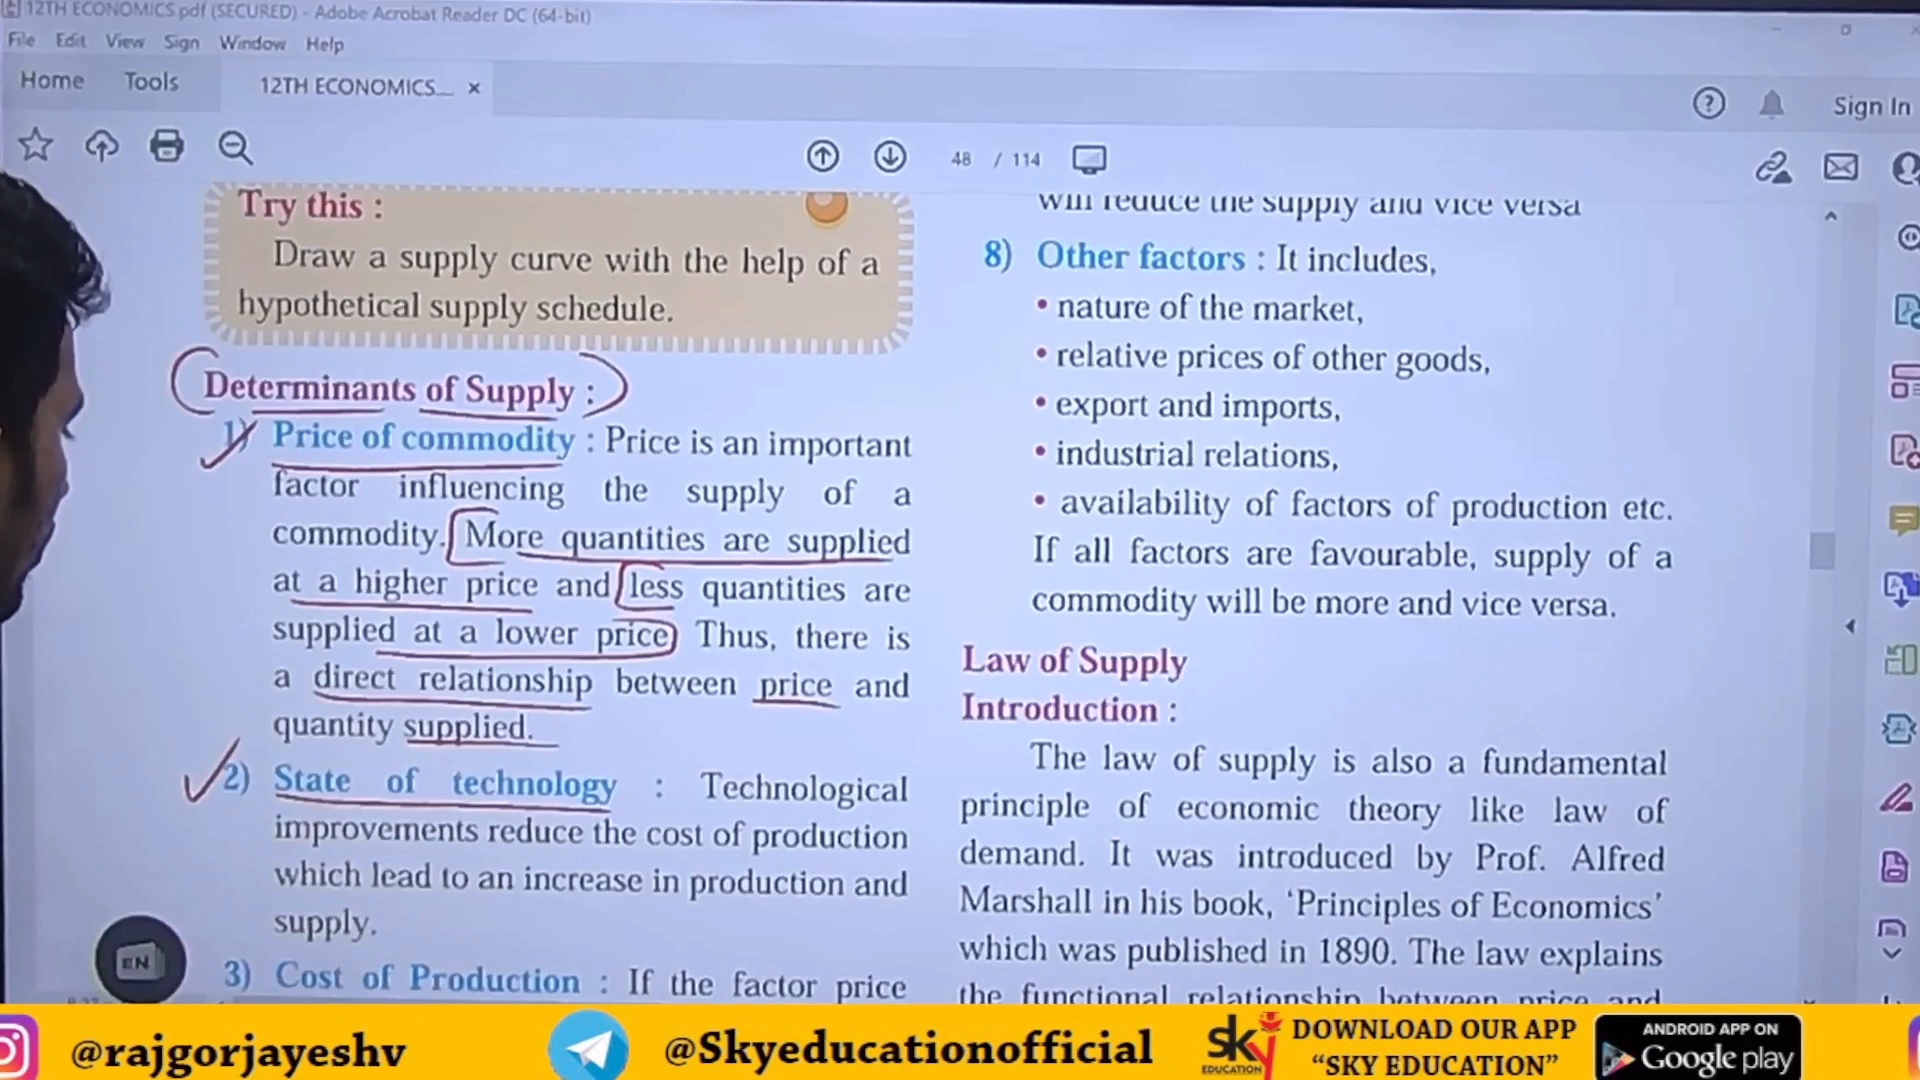 12TH ECONOMICS pdf (SECURED) - Adobe Acrobat Reader DC (64-bit)
File Edit View Sign Window Help
Home Tools 12TH ECONOMICS... ×
Sign In
48 / 114
Try this :
Draw a supply curve with the help of a
hypothetical supply schedule.
Determinants of Supply :
1) Price of commodity : Price is an important
factor influencing the supply of a
commodity. More quantities are supplied
at a higher price and less quantities are
supplied at a lower price Thus, there is
a direct relationship between price and
quantity supplied.
2) State of technology : Technological
improvements reduce the cost of production
which lead to an increase in production and
supply.
3) Cost of Production : If the factor price
will reduce the supply and vice versa
8) Other factors : It includes,
• nature of the market,
• relative prices of other goods,
• export and imports,
• industrial relations,
• availability of factors of production etc.
If all factors are favourable, supply of a
commodity will be more and vice versa.
Law of Supply
Introduction :
The law of supply is also a fundamental
principle of economic theory like law of
demand. It was introduced by Prof. Alfred
Marshall in his book, ‘Principles of Economics’
which was published in 1890. The law explains
the functional relationship between price and
EN
@rajgorjayeshv
@Skyeducationofficial
sky
EDUCATION
DOWNLOAD OUR APP
“SKY EDUCATION”
ANDROID APP ON
Google play